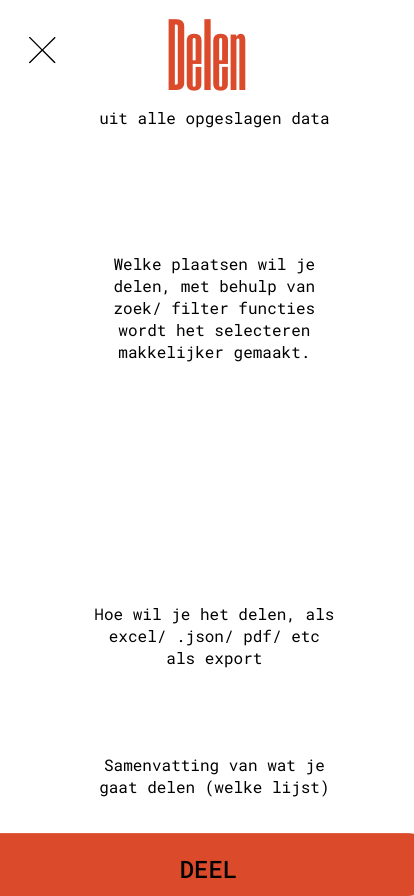 Delen
uit alle opgeslagen data
Welke plaatsen wil je
delen, met behulp van
zoek/ filter functies
wordt het selecteren
makkelijker gemaakt.
Hoe wil je het delen, als
excel/ .json/ pdf/ etc
als export
Samenvatting van wat je
gaat delen (welke lijst)
DEEL